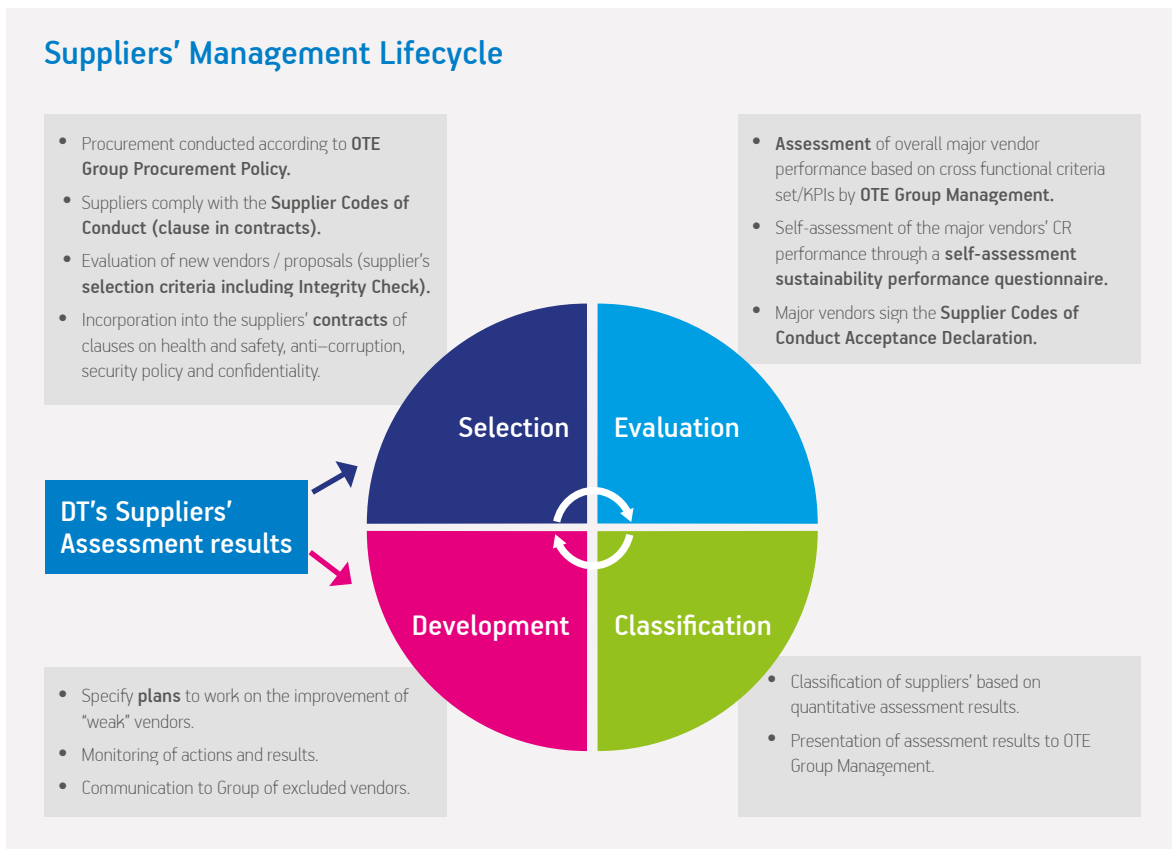 Suppliers’ Management Lifecycle
• Procurement conducted according to OTE
Group Procurement Policy.
• Suppliers comply with the Supplier Codes of
Conduct (clause in contracts).
• Evaluation of new vendors / proposals (supplier’s
selection criteria including Integrity Check).
• Incorporation into the suppliers’ contracts of
clauses on health and safety, anti–corruption,
security policy and confidentiality.
• Assessment of overall major vendor
performance based on cross functional criteria
set/KPIs by OTE Group Management.
• Self-assessment of the major vendors’ CR
performance through a self-assessment
sustainability performance questionnaire.
• Major vendors sign the Supplier Codes of
Conduct Acceptance Declaration.
Selection
Evaluation
DT’s Suppliers’
Assessment results
Development
Classification
• Specify plans to work on the improvement of
“weak” vendors.
• Monitoring of actions and results.
• Communication to Group of excluded vendors.
• Classification of suppliers’ based on
quantitative assessment results.
• Presentation of assessment results to OTE
Group Management.